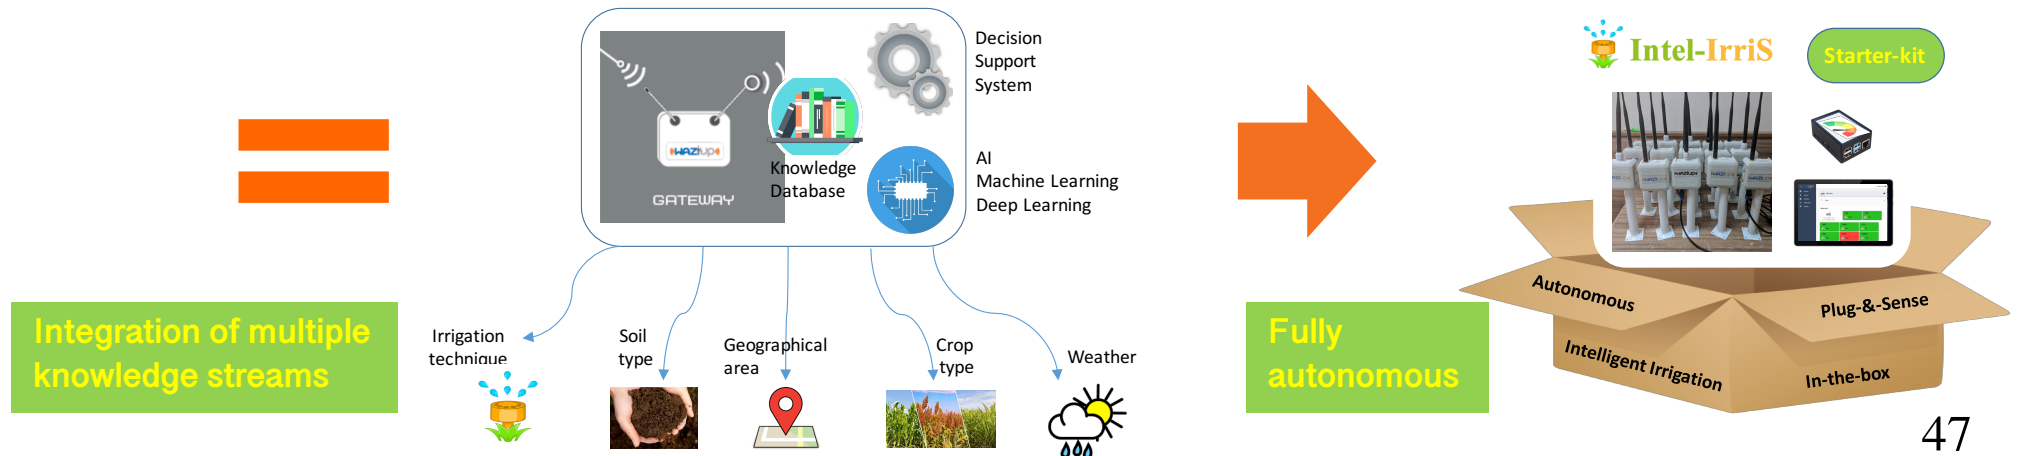 Decision
Support
System
WAZIUP
GATEWAY
Knowledge
Database
AI
Machine Learning
Deep Learning
Integration of multiple
knowledge streams
Irrigation
technique
Soil
type
Geographical
area
Crop
type
Weather
Fully
autonomous
Intel-IrriS
Starter-kit
Autonomous
Plug-&-Sense
Intelligent Irrigation
In-the-box
47